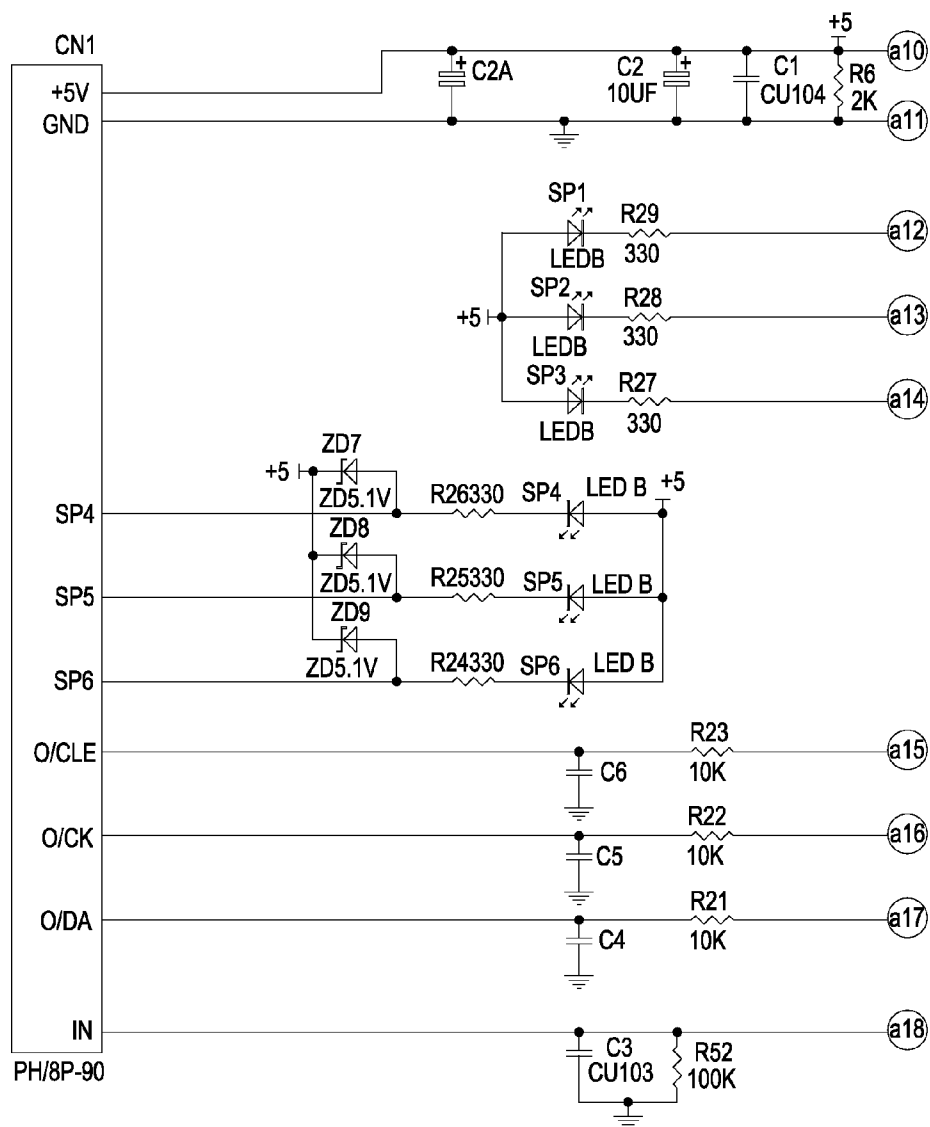 +5
CN1
a10
C2A
C2
10UF
C1
CU104
R6
2K
+5V
GND
a11
SP1
R29
a12
LEDB
330
SP2
R28
+5
a13
LEDB
330
SP3
R27
a14
LEDB
330
ZD7
+5
ZD5.1V
R26330
SP4
LED B
+5
SP4
ZD8
ZD5.1V
R25330
SP5
LED B
SP5
ZD9
ZD5.1V
R24330
SP6
LED B
SP6
R23
O/CLE
a15
C6
10K
R22
O/CK
a16
C5
10K
R21
O/DA
a17
C4
10K
IN
a18
C3
CU103
R52
100K
PH/8P-90